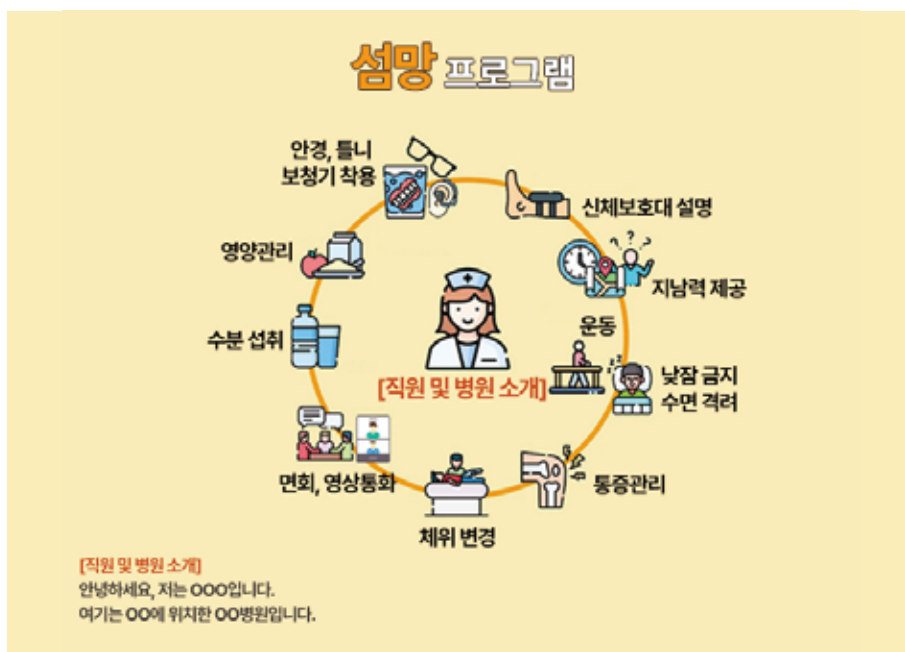 섬망 프로그램
안경, 틀니
보청기 착용
신체보호대 설명
영양관리
지남력 제공
운동
수분 섭취
낮잠 금지
수면 격려
[직원 및 병원 소개]
면회, 영상통화
통증관리
체위 변경
[직원 및 병원 소개]
안녕하세요, 저는 OOO입니다.
여기는 OO에 위치한 OO병원입니다.